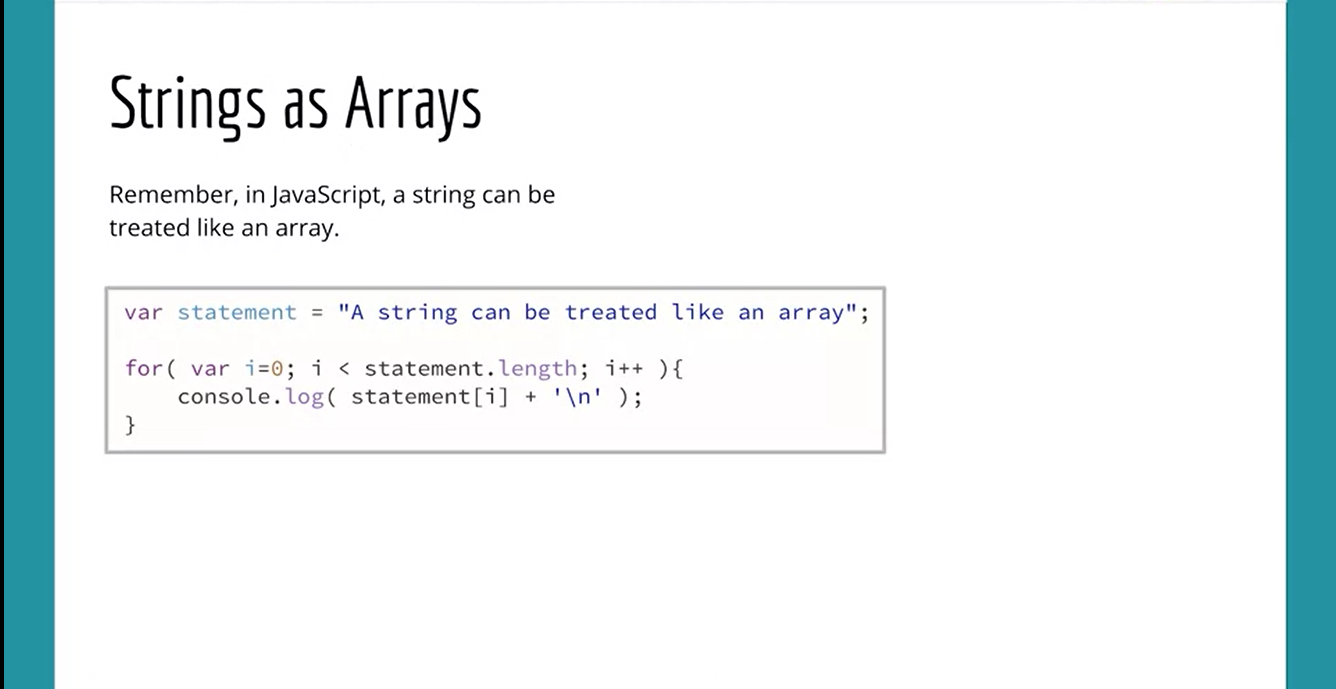 Strings as Arrays
Remember, in JavaScript, a string can be
treated like an array.
var statement = "A string can be treated like an array";
for( var i=0; i < statement.length; i++ ){
    console.log( statement[i] + '\n' );
}